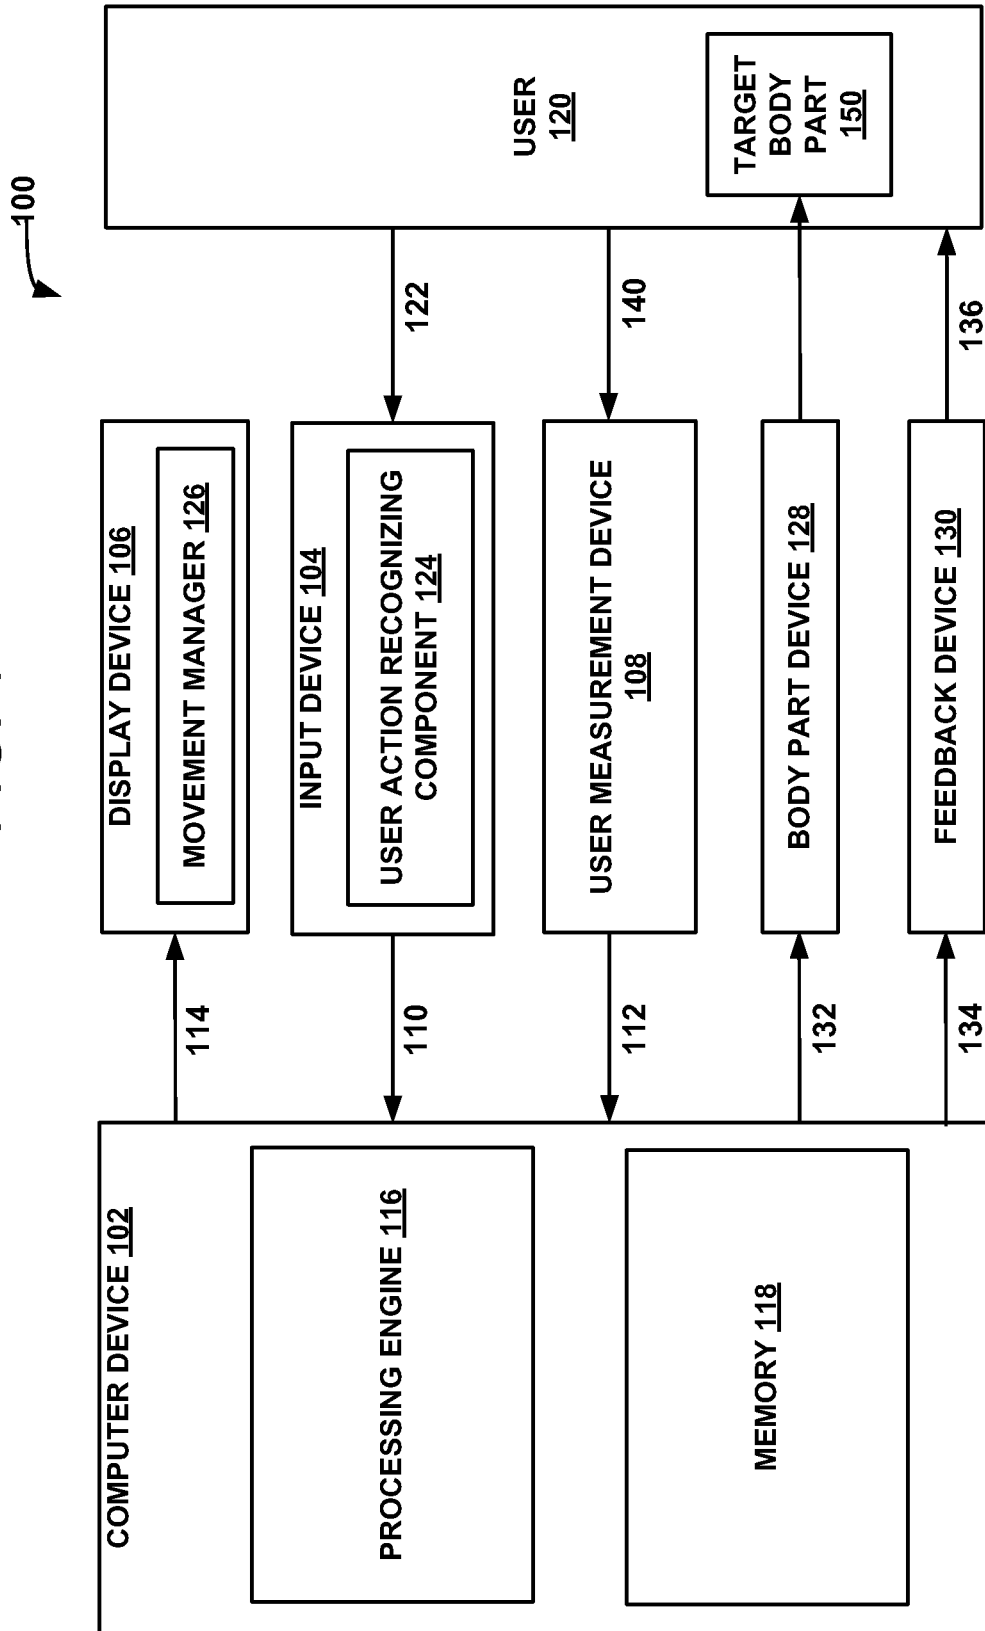 100
COMPUTER DEVICE 102
PROCESSING ENGINE 116
MEMORY 118
114
110
112
132
134
DISPLAY DEVICE 106
MOVEMENT MANAGER 126
INPUT DEVICE 104
USER ACTION RECOGNIZING
COMPONENT 124
USER MEASUREMENT DEVICE
108
BODY PART DEVICE 128
FEEDBACK DEVICE 130
122
140
136
USER
120
TARGET
BODY
PART
150